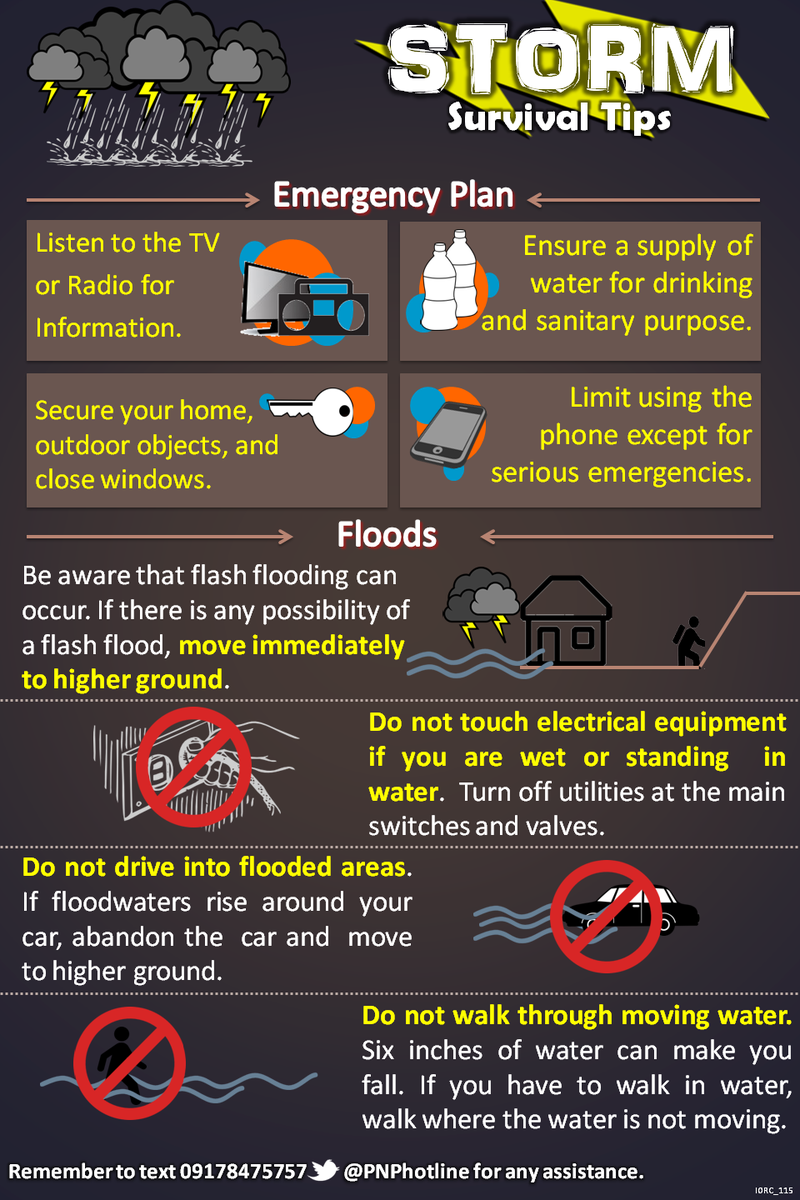 STORM
Survival Tips
Emergency Plan
Listen to the TV
or Radio for
Information.
Ensure a supply of
water for drinking
and sanitary purpose.
Secure your home,
outdoor objects, and
close windows.
Limit using the
phone except for
serious emergencies.
Floods
Be aware that flash flooding can
occur. If there is any possibility of
a flash flood, move immediately
to higher ground.
Do not touch electrical equipment
if you are wet or standing in
water. Turn off utilities at the main
switches and valves.
Do not drive into flooded areas.
If floodwaters rise around your
car, abandon the car and move
to higher ground.
Do not walk through moving water.
Six inches of water can make you
fall. If you have to walk in water,
walk where the water is not moving.
Remember to text 09178475757 @PNPhotline for any assistance.
IORC_115